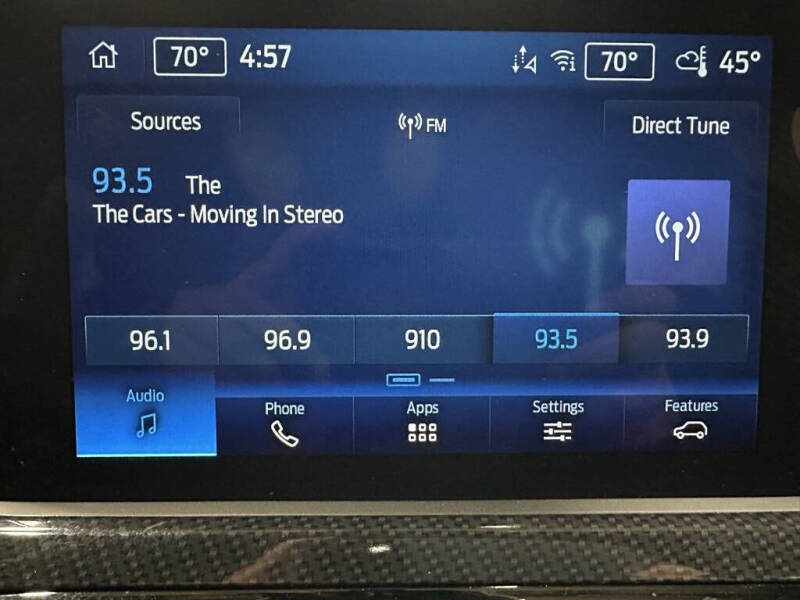 70° 4:57 70° 45°
Sources FM Direct Tune
93.5 The
The Cars - Moving In Stereo
96.1 96.9 910 93.5 93.9
Audio Phone Apps Settings Features